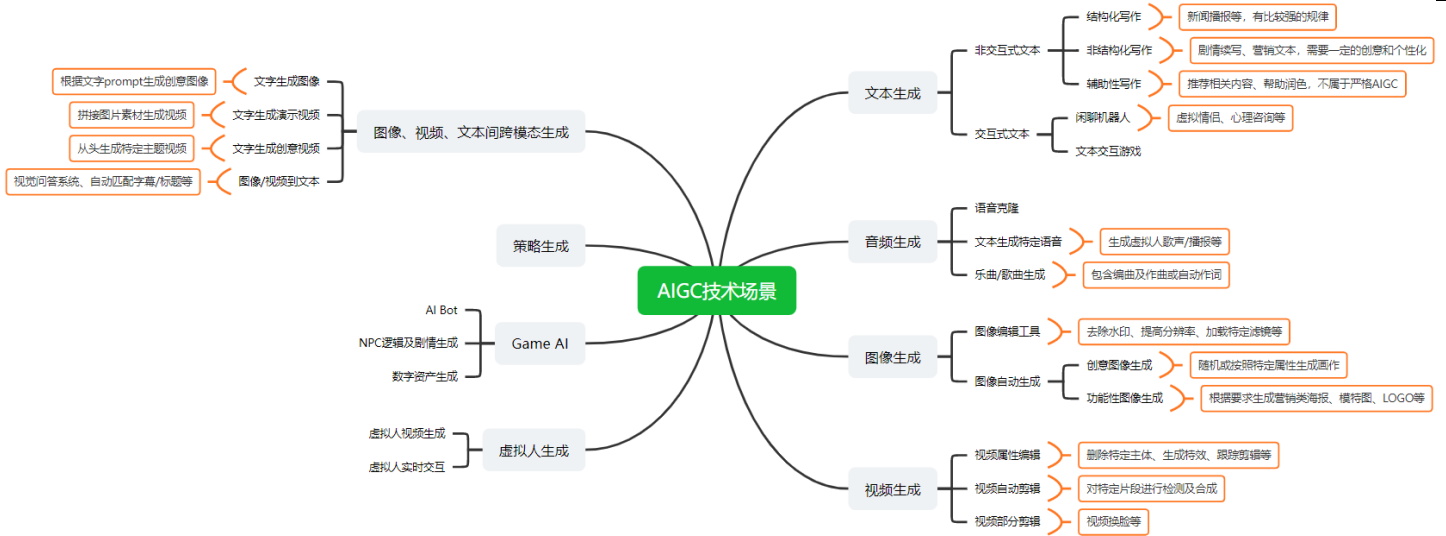 AIGC技术场景
文本生成
非交互式文本
结构化写作
新闻播报等，有比较强的规律
非结构化写作
剧情续写、营销文本，需要一定的创意和个性化
辅助性写作
推荐相关内容、帮助润色，不属于严格AIGC
交互式文本
闲聊机器人
虚拟情侣、心理咨询等
文本交互游戏
音频生成
语音克隆
文本生成特定语音
生成虚拟人歌声/播报等
乐曲/歌曲生成
包含编曲及作曲或自动作词
图像生成
图像编辑工具
去除水印、提高分辨率、加载特定滤镜等
图像自动生成
创意图像生成
随机或按照特定属性生成画作
功能性图像生成
根据要求生成营销类海报、模特图、LOGO等
视频生成
视频属性编辑
删除特定主体、生成特效、跟踪剪辑等
视频自动剪辑
对特定片段进行检测及合成
视频部分剪辑
视频换脸等
图像、视频、文本间跨模态生成
文字生成图像
根据文字prompt生成创意图像
文字生成演示视频
拼接图片素材生成视频
文字生成创意视频
从头生成特定主题视频
图像/视频到文本
视觉问答系统、自动匹配字幕/标题等
策略生成
Game AI
AI Bot
NPC逻辑及剧情生成
数字资产生成
虚拟人生成
虚拟人视频生成
虚拟人实时交互